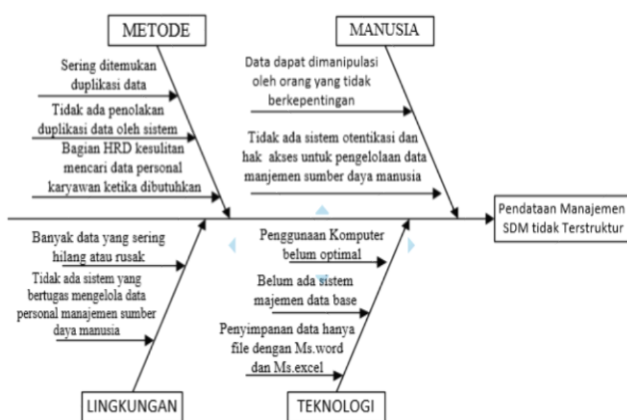 METODE
MANUSIA
Sering ditemukan
duplikasi data
Tidak ada penolakan
duplikasi data oleh sistem
Bagian HRD kesulitan
mencari data personal
karyawan ketika dibutuhkan
Data dapat dimanipulasi
oleh orang yang tidak
berkepentingan
Tidak ada sistem otentikasi dan
hak akses untuk pengelolaan data
manjemen sumber daya manusia
Pendataan Manajemen
SDM tidak Terstruktur
Banyak data yang sering
hilang atau rusak
Tidak ada sistem yang
bertugas mengelola data
personal manajemen sumber
daya manusia
Penggunaan Komputer
belum optimal
Belum ada sistem
majemen data base
Penyimpanan data hanya
file dengan Ms.word
dan Ms.excel
LINGKUNGAN
TEKNOLOGI